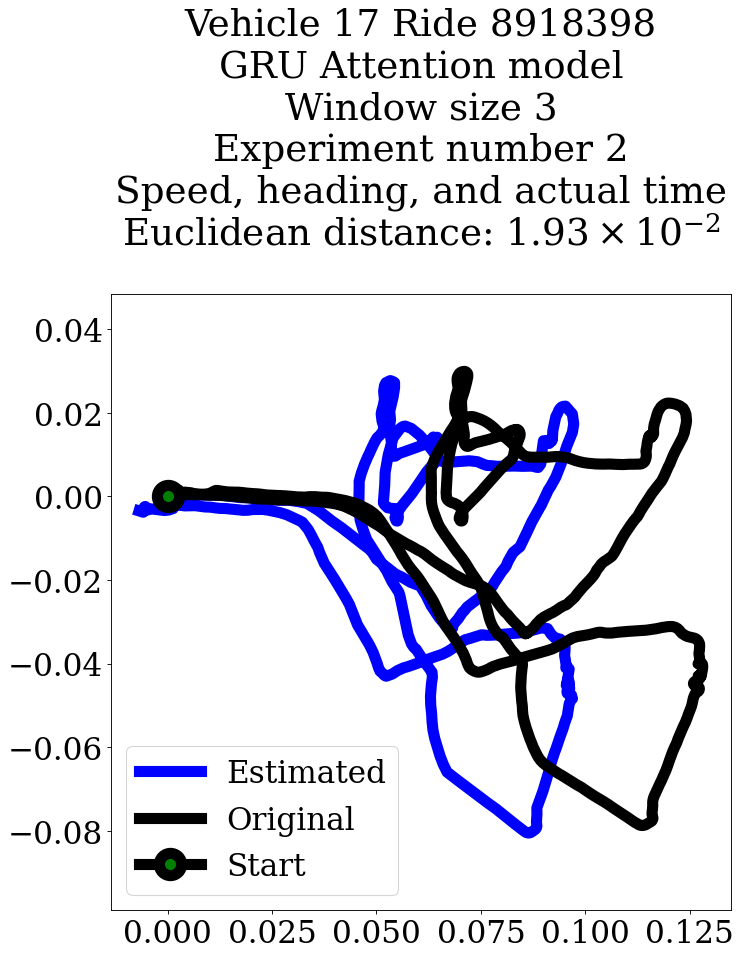 Vehicle 17 Ride 8918398
GRU Attention model
Window size 3
Experiment number 2
Speed, heading, and actual time
Euclidean distance: 1.93 × 10⁻²
0.04
0.02
0.00
−0.02
−0.04
−0.06
−0.08
Estimated
Original
Start
0.000 0.025 0.050 0.075 0.100 0.125